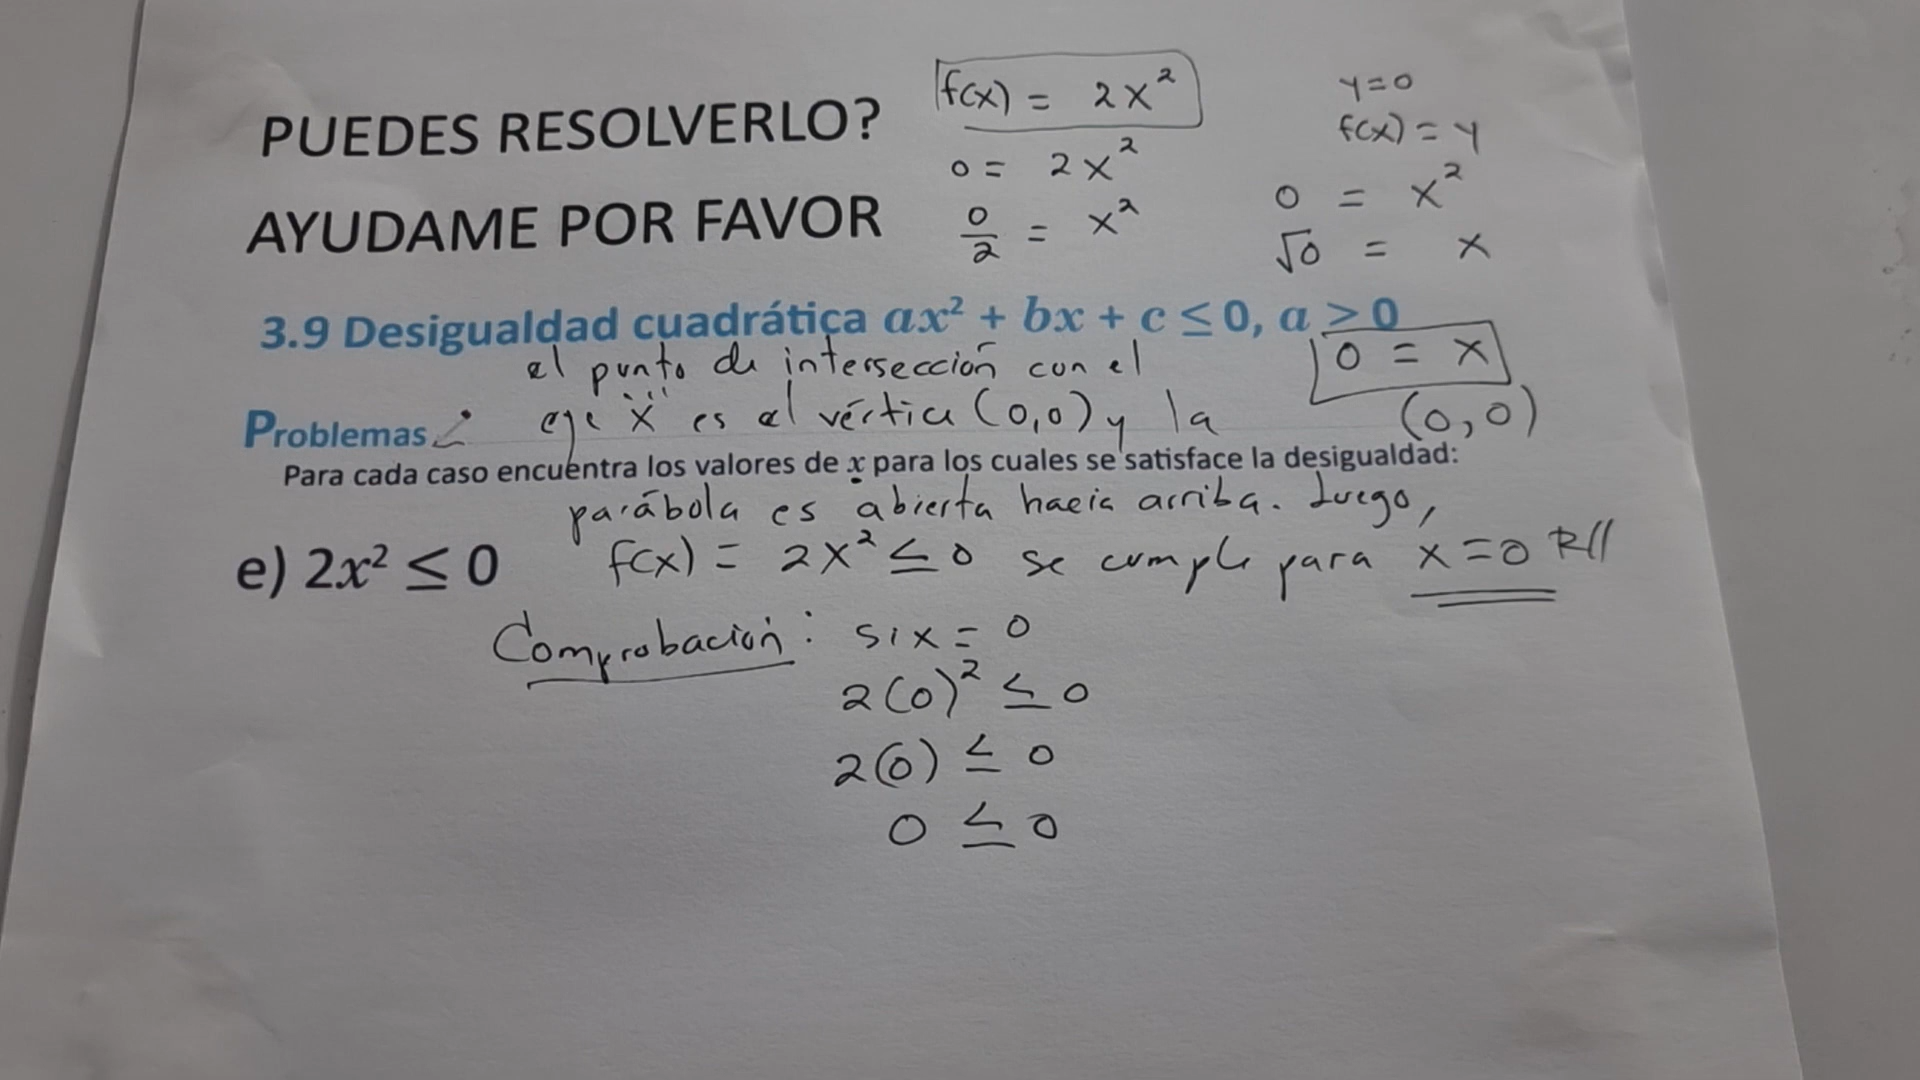 PUEDES RESOLVERLO?
AYUDAME POR FAVOR
f(x) = 2x²
0 = 2x²
0/2 = x²
y=0
f(x) = y
0 = x²
√0 = x
0 = x
(0,0)
3.9 Desigualdad cuadrática ax² + bx + c ≤ 0, a > 0
el punto de intersección con el
Problemas
eje "x" es el vértice (0,0) y la
Para cada caso encuentra los valores de x para los cuales se satisface la desigualdad:
parábola es abierta hacia arriba. Luego,
e) 2x² ≤ 0
f(x) = 2x² ≤ 0 se cumple para x = 0 R//
Comprobación: si x = 0
2(0)² ≤ 0
2(0) ≤ 0
0 ≤ 0